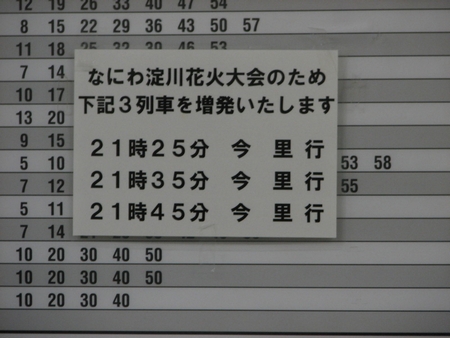 12 19 26 33 40 47 54
8 15 22 29 36 43 50 57
11 18 25 32 39 46 53
7 14
10 17
13 20
9 15
5 10 53 58
7 12 55
5 11
7 14
10 20 30 40 50
10 20 30 40 50
10 20 30 40
なにわ淀川花火大会のため
下記3列車を増発いたします
21時25分 今里行
21時35分 今里行
21時45分 今里行